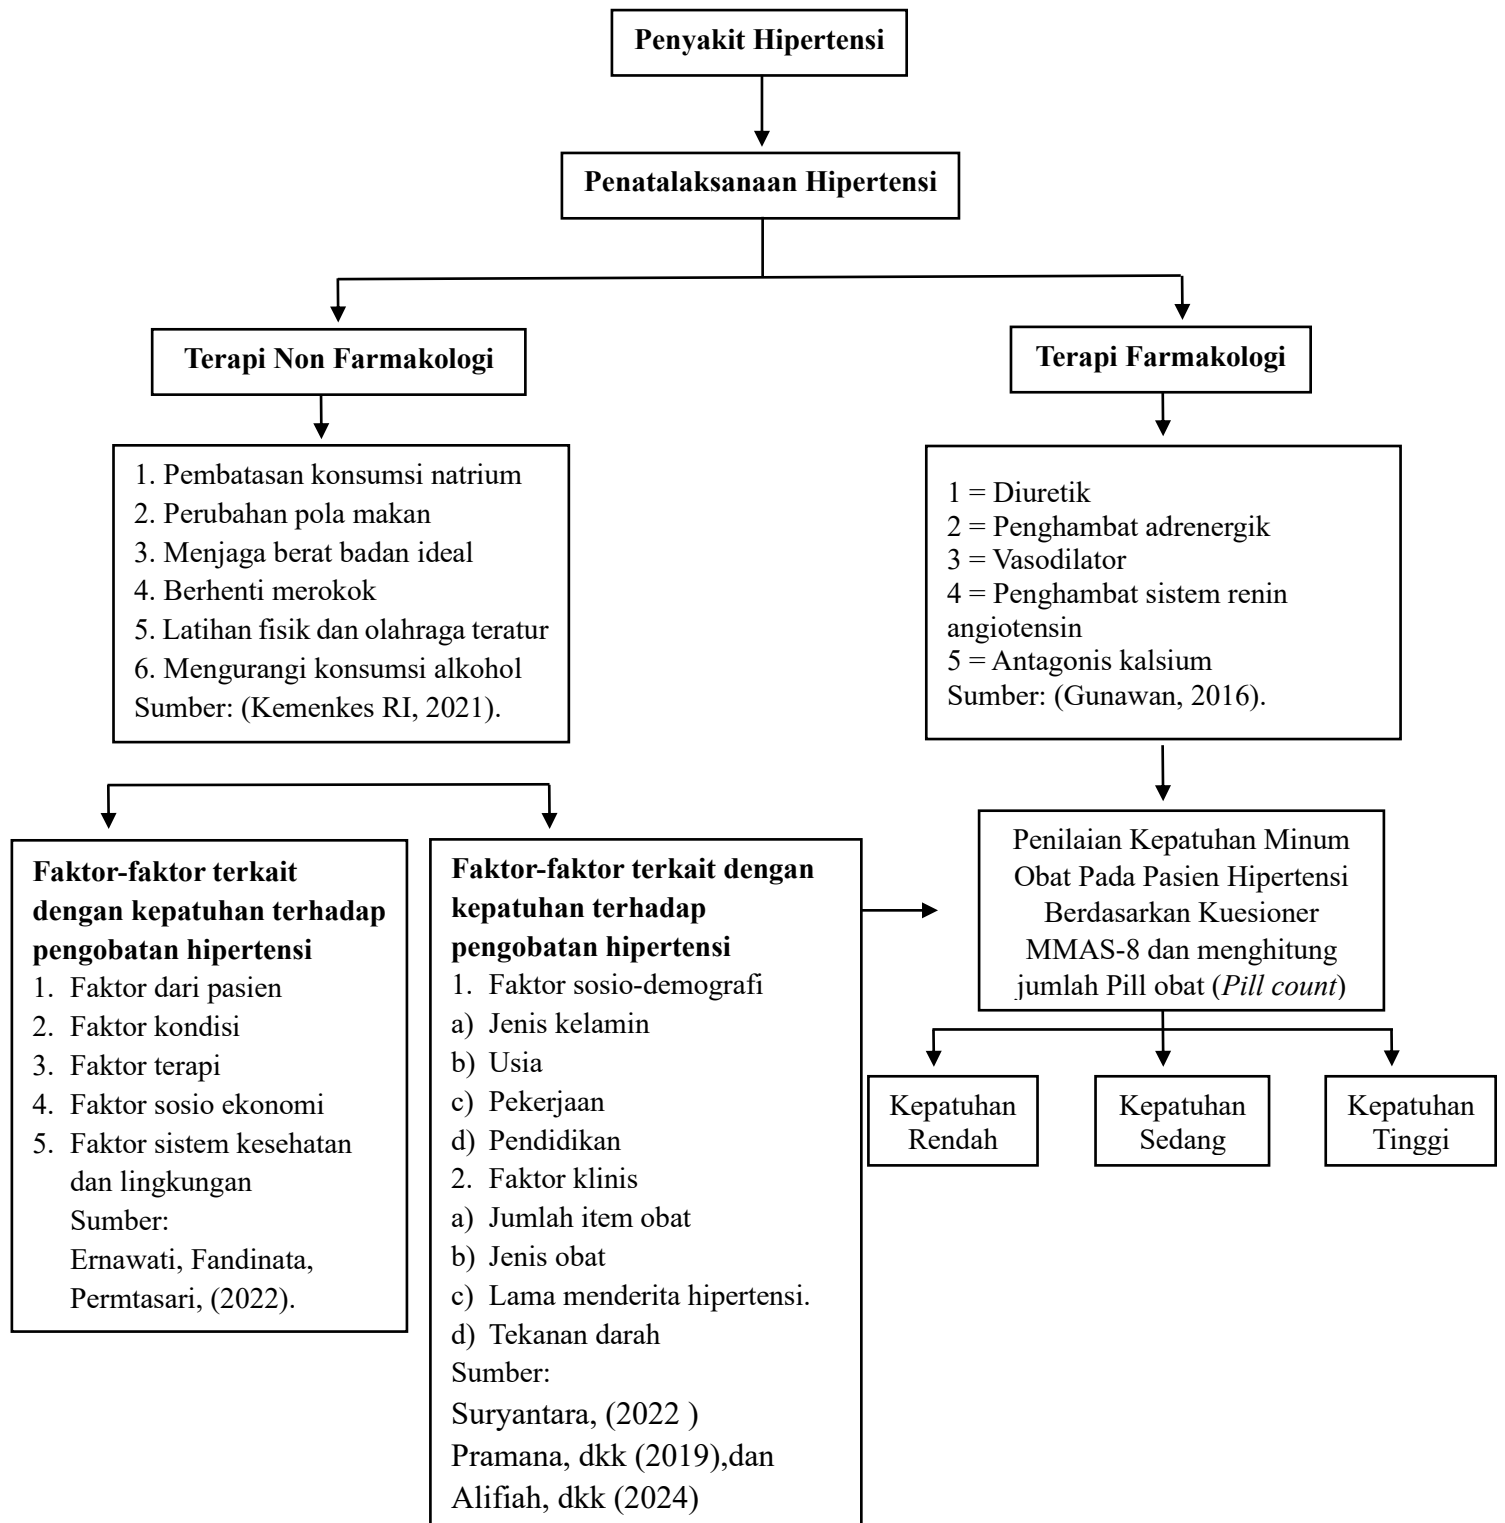 Penyakit Hipertensi
Penatalaksanaan Hipertensi
Terapi Non Farmakologi
Terapi Farmakologi
1. Pembatasan konsumsi natrium
2. Perubahan pola makan
3. Menjaga berat badan ideal
4. Berhenti merokok
5. Latihan fisik dan olahraga teratur
6. Mengurangi konsumsi alkohol
Sumber: (Kemenkes RI, 2021).
1 = Diuretik
2 = Penghambat adrenergik
3 = Vasodilator
4 = Penghambat sistem renin
angiotensin
5 = Antagonis kalsium
Sumber: (Gunawan, 2016).
Faktor-faktor terkait
dengan kepatuhan terhadap
pengobatan hipertensi
1. Faktor dari pasien
2. Faktor kondisi
3. Faktor terapi
4. Faktor sosio ekonomi
5. Faktor sistem kesehatan
dan lingkungan
Sumber:
Ernawati, Fandinata,
Permtasari, (2022).
Faktor-faktor terkait dengan
kepatuhan terhadap
pengobatan hipertensi
1. Faktor sosio-demografi
a) Jenis kelamin
b) Usia
c) Pekerjaan
d) Pendidikan
2. Faktor klinis
a) Jumlah item obat
b) Jenis obat
c) Lama menderita hipertensi.
d) Tekanan darah
Sumber:
Suryantara, (2022 )
Pramana, dkk (2019),dan
Alifiah, dkk (2024)
Penilaian Kepatuhan Minum
Obat Pada Pasien Hipertensi
Berdasarkan Kuesioner
MMAS-8 dan menghitung
jumlah Pill obat (Pill count)
Kepatuhan
Rendah
Kepatuhan
Sedang
Kepatuhan
Tinggi